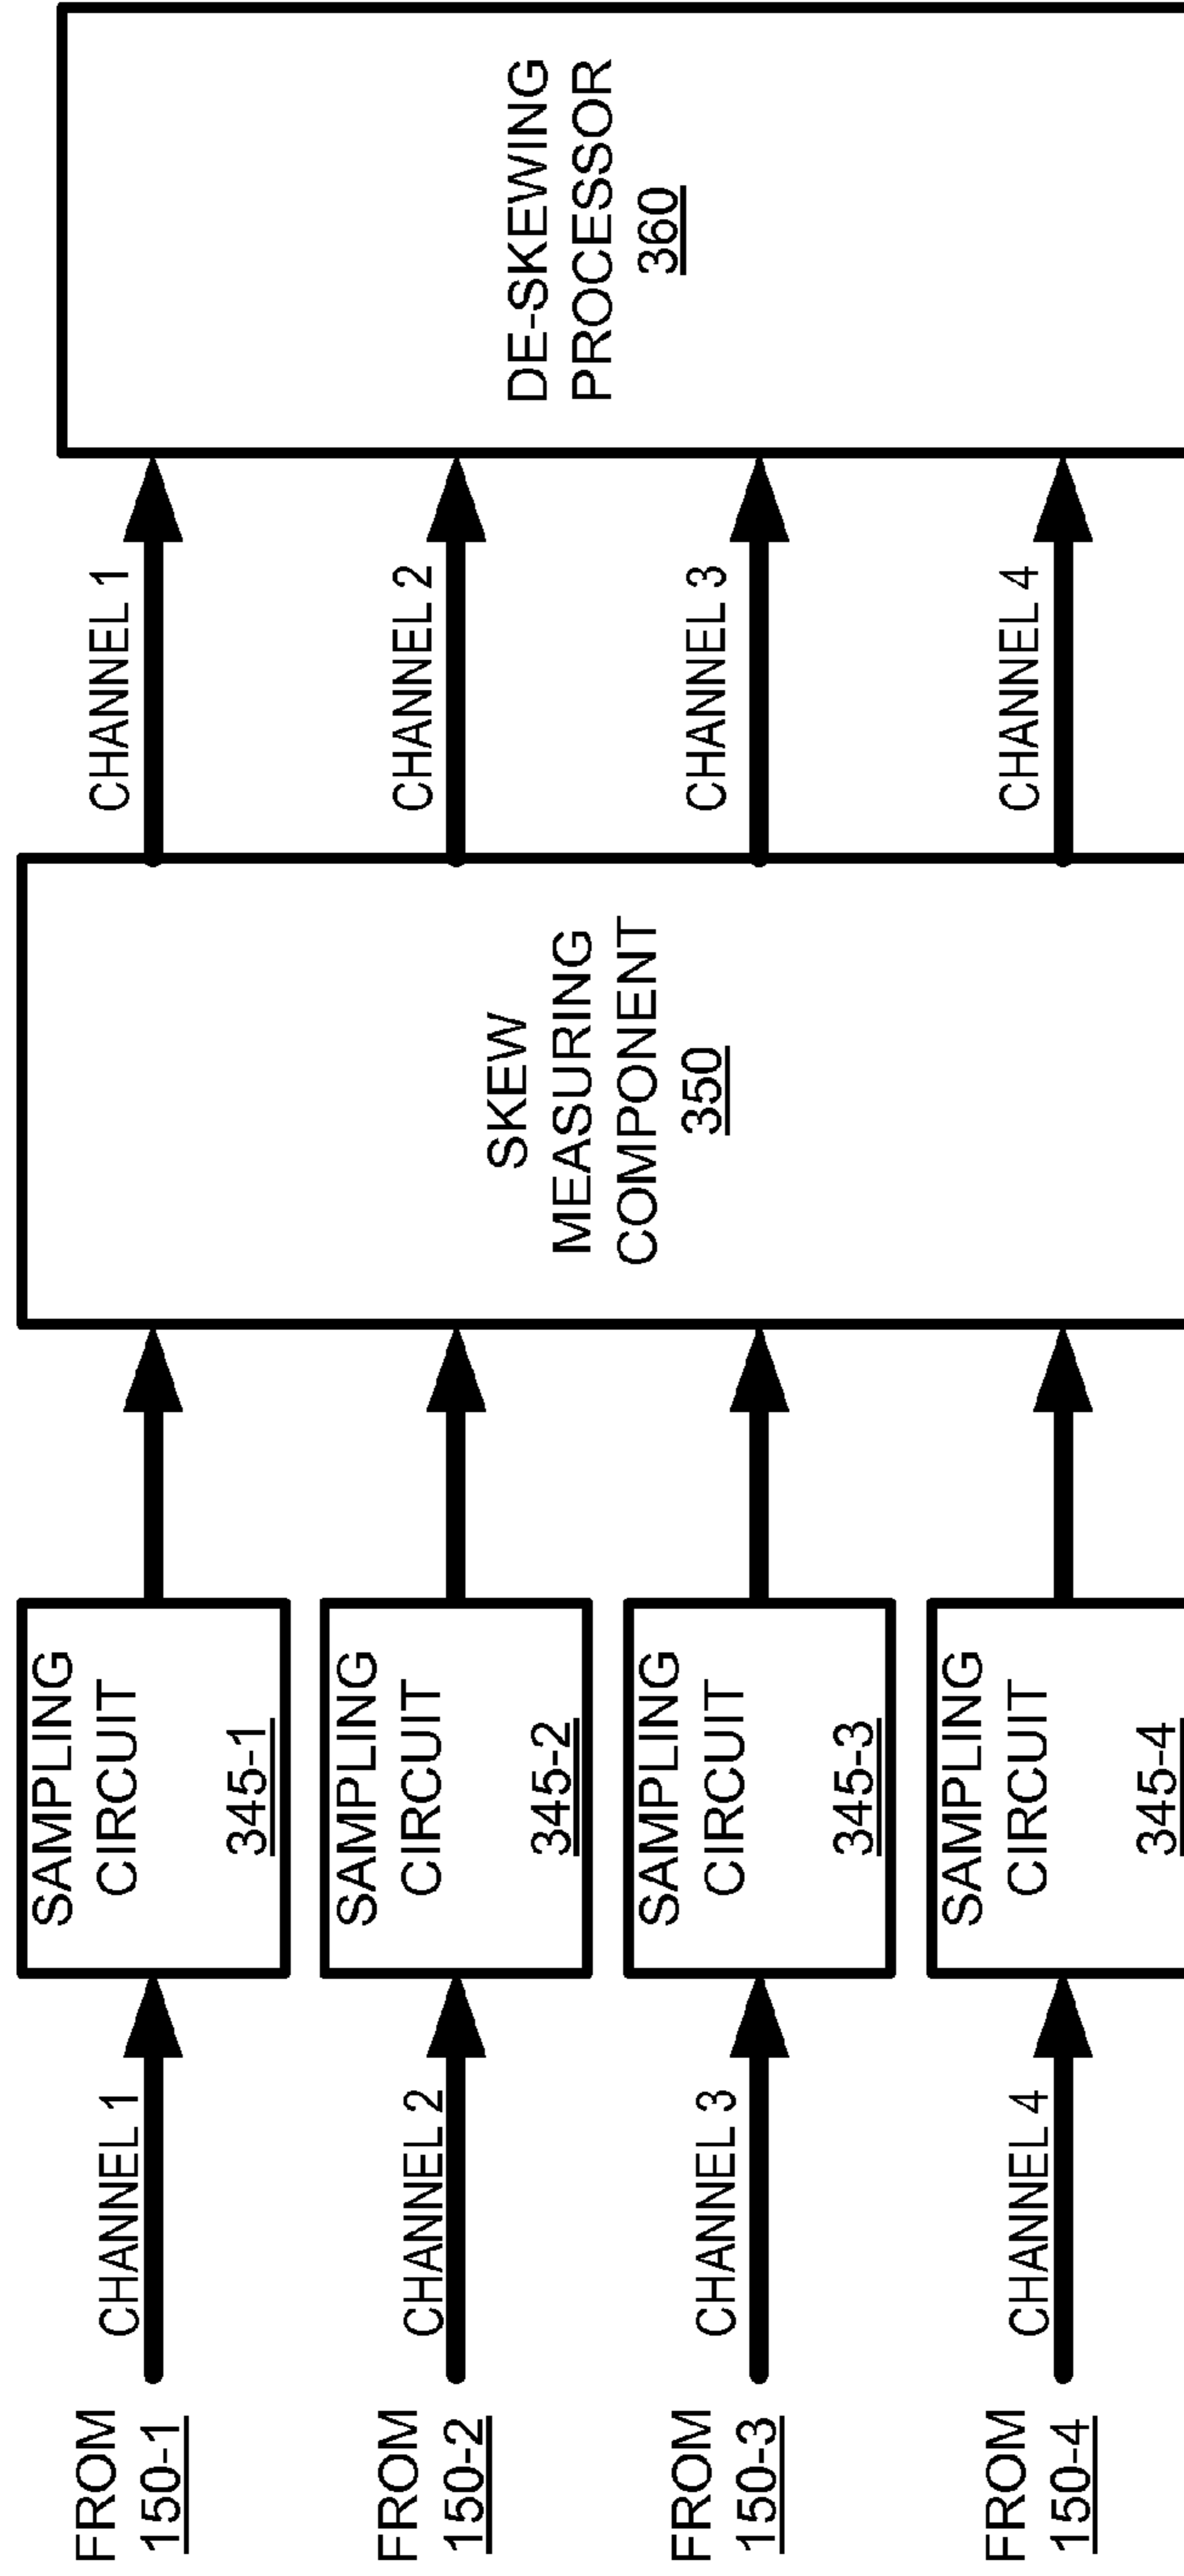 FROM
150-1
CHANNEL 1
SAMPLING
CIRCUIT
345-1
FROM
150-2
CHANNEL 2
SAMPLING
CIRCUIT
345-2
FROM
150-3
CHANNEL 3
SAMPLING
CIRCUIT
345-3
FROM
150-4
CHANNEL 4
SAMPLING
CIRCUIT
345-4
SKEW
MEASURING
COMPONENT
350
CHANNEL 1
CHANNEL 2
CHANNEL 3
CHANNEL 4
DE-SKEWING
PROCESSOR
360